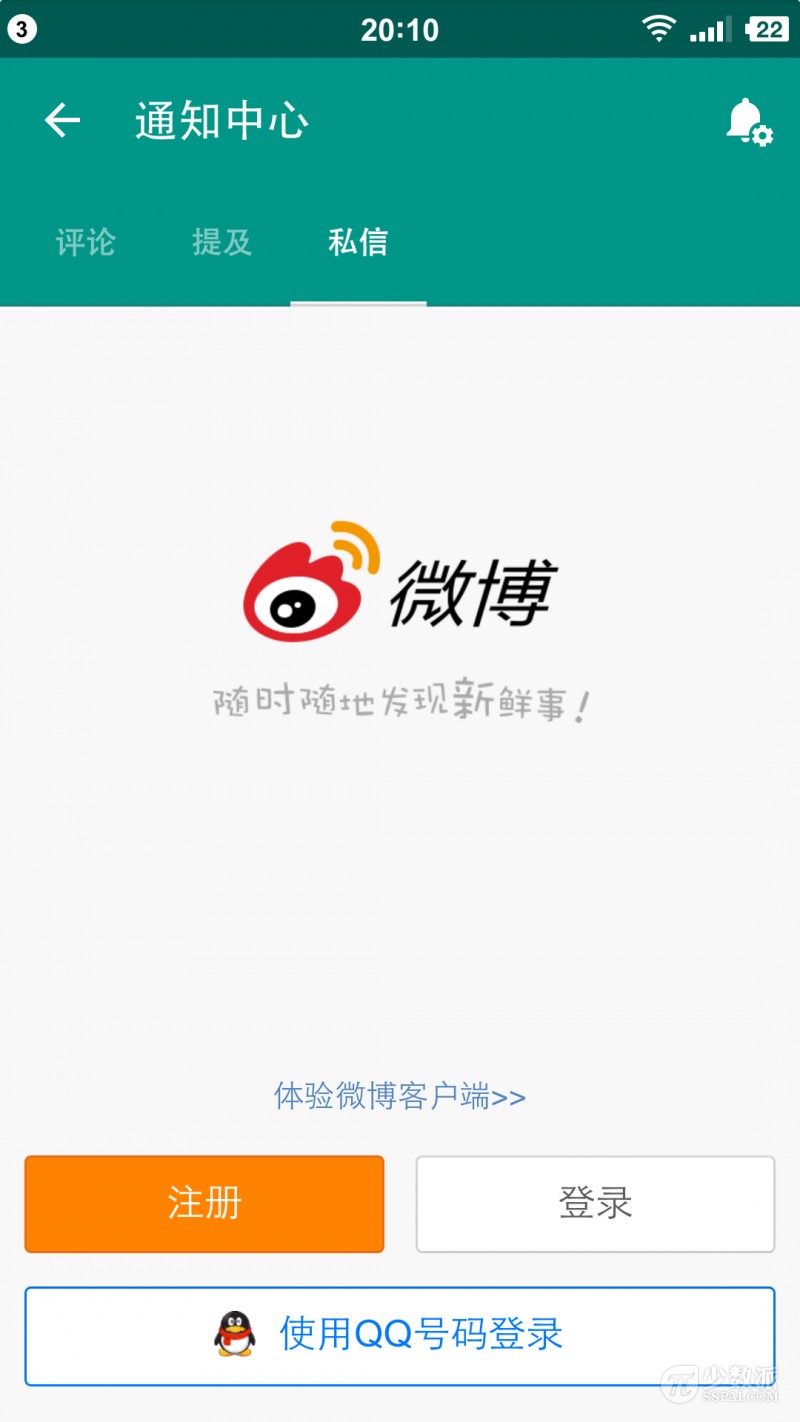 3 20:10 22
通知中心
评论 提及 私信
微博
随时随地发现新鲜事!
体验微博客户端>>
注册 登录
使用QQ号码登录
少数派
SSPAI.COM